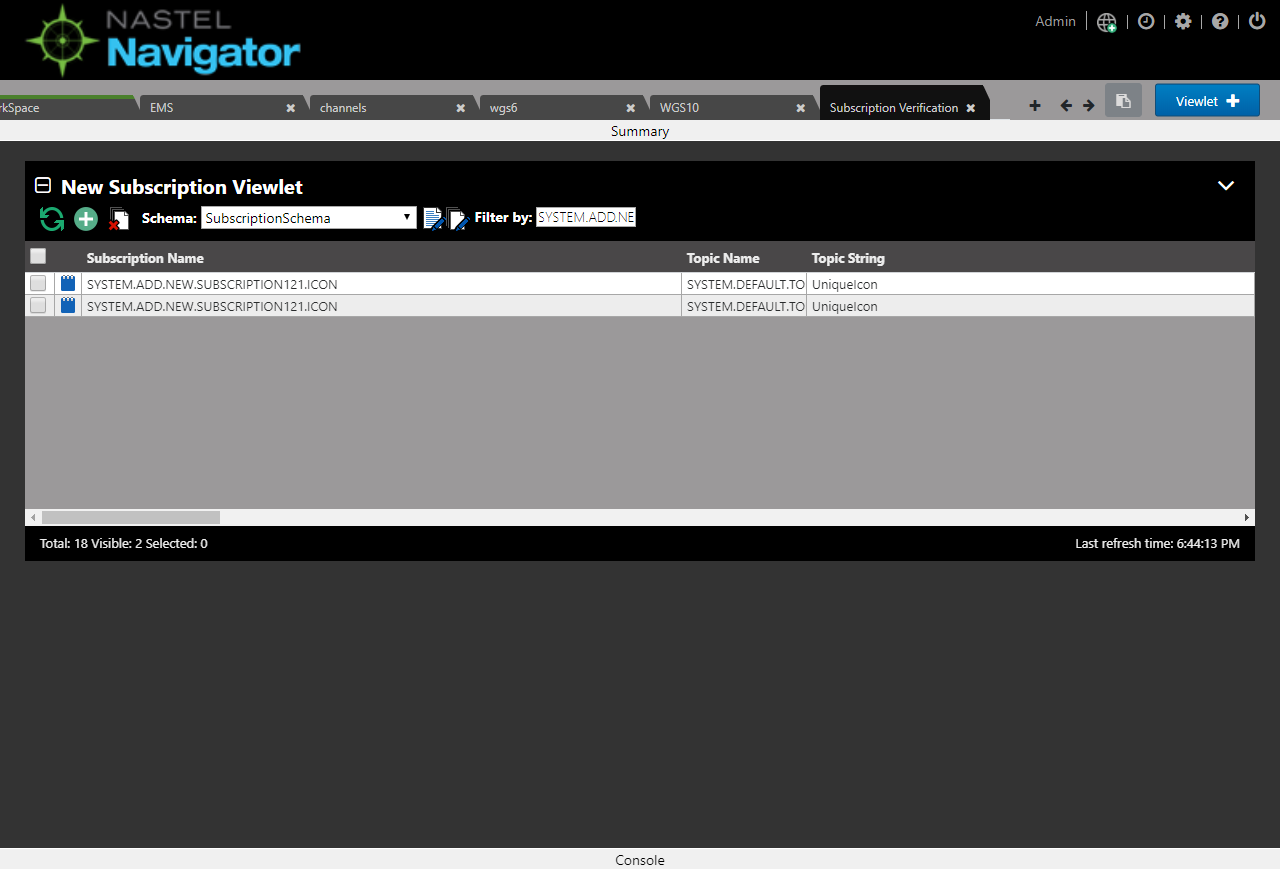 NASTEL
Navigator
Admin
rkSpace
EMS
channels
wgs6
WGS10
Subscription Verification
Viewlet
Summary
New Subscription Viewlet
Schema: SubscriptionSchema Filter by: SYSTEM.ADD.NE
Subscription Name Topic Name Topic String
SYSTEM.ADD.NEW.SUBSCRIPTION121.ICON SYSTEM.DEFAULT.TO UniqueIcon
SYSTEM.ADD.NEW.SUBSCRIPTION121.ICON SYSTEM.DEFAULT.TO UniqueIcon
Total: 18 Visible: 2 Selected: 0 Last refresh time: 6:44:13 PM
Console